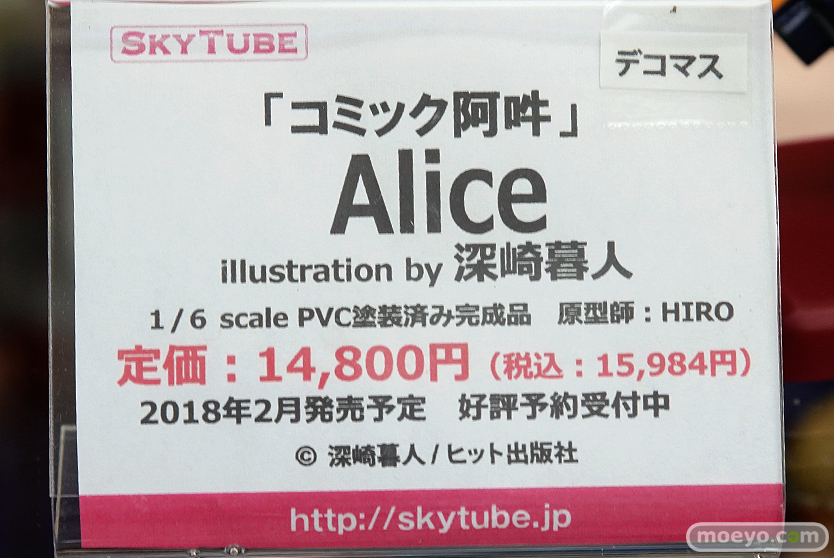 SKYTUBE
デコマス
「コミック阿吽」
Alice
illustration by 深崎暮人
1/6 scale PVC塗装済み完成品 原型師：HIRO
定価：14,800円（税込：15,984円）
2018年2月発売予定 好評予約受付中
© 深崎暮人/ヒット出版社
http://skytube.jp
moeyo.com